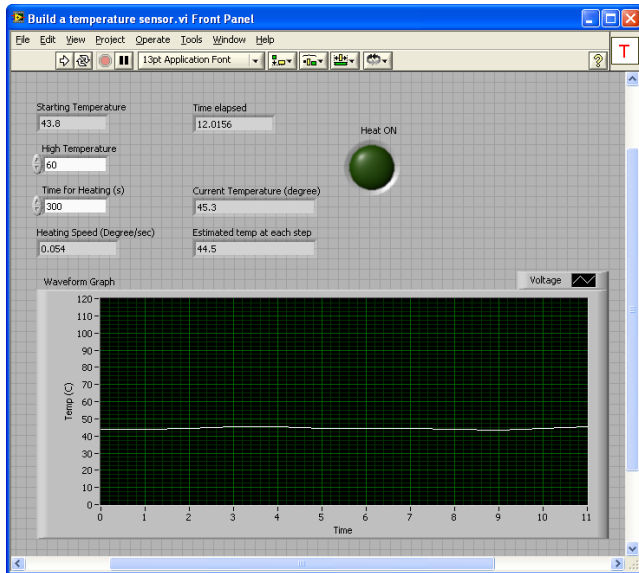 Build a temperature sensor.vi Front Panel
File Edit View Project Operate Tools Window Help
13pt Application Font
?
T
Starting Temperature
43.8
Time elapsed
12.0156
Heat ON
High Temperature
60
Time for Heating (s)
300
Current Temperature (degree)
45.3
Heating Speed (Degree/sec)
0.054
Estimated temp at each step
44.5
Waveform Graph
Voltage
120
110
100
90
80
70
60
50
40
30
20
10
0
Temp (C)
0 1 2 3 4 5 6 7 8 9 10 11
Time